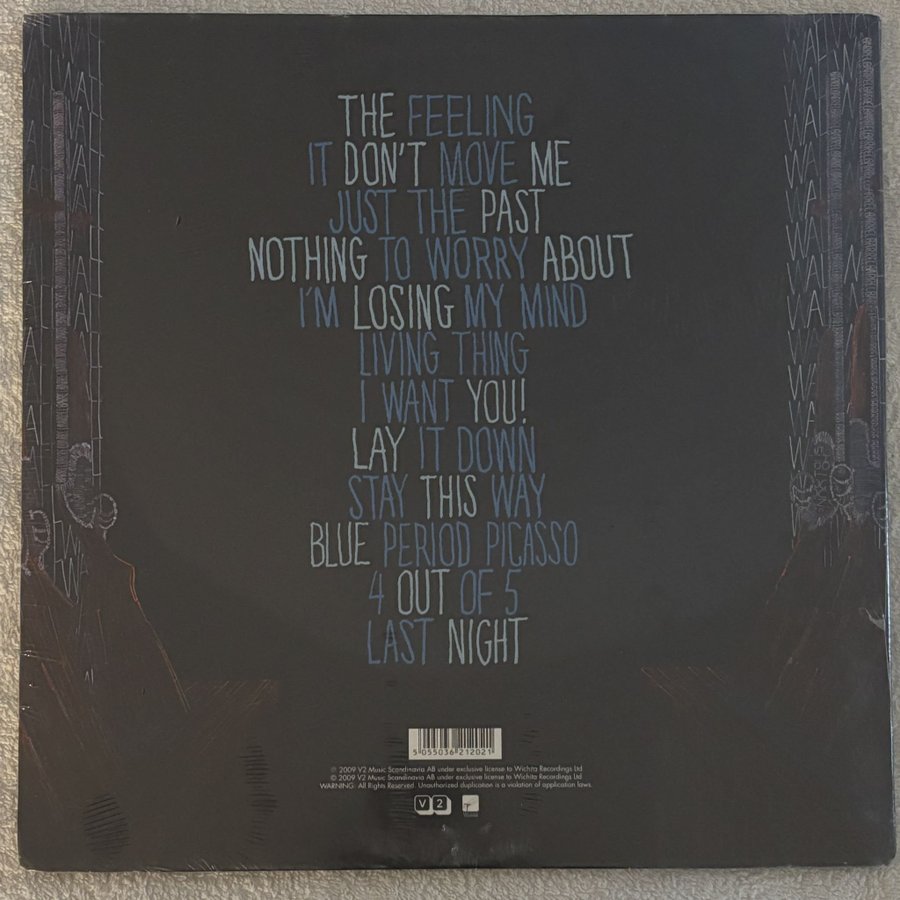 THE FEELING
IT DON'T MOVE ME
JUST THE PAST
NOTHING TO WORRY ABOUT
I'M LOSING MY MIND
LIVING THING
I WANT YOU!
LAY IT DOWN
STAY THIS WAY
BLUE PERIOD PICASSO
4 OUT OF 5
LAST NIGHT
5 055036 212021
℗ 2009 V2 Music Scandinavia AB under exclusive license to Wichita Recordings Ltd
© 2009 V2 Music Scandinavia AB under exclusive license to Wichita Recordings Ltd
WARNING: All Rights Reserved. Unauthorized duplication is a violation of application laws.
V 2